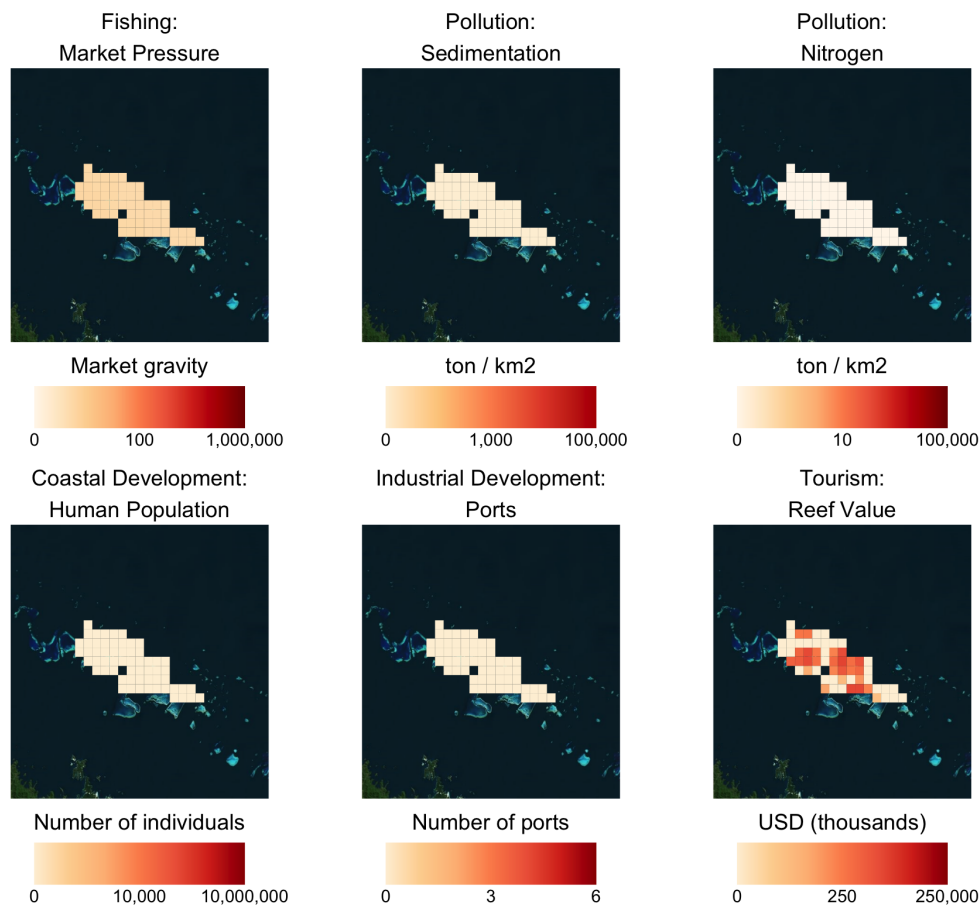 Fishing:
Market Pressure
Pollution:
Sedimentation
Pollution:
Nitrogen
Market gravity
0 100 1,000,000
ton / km2
0 1,000 100,000
ton / km2
0 10 100,000
Coastal Development:
Human Population
Industrial Development:
Ports
Tourism:
Reef Value
Number of individuals
0 10,000 10,000,000
Number of ports
0 3 6
USD (thousands)
0 250 250,000